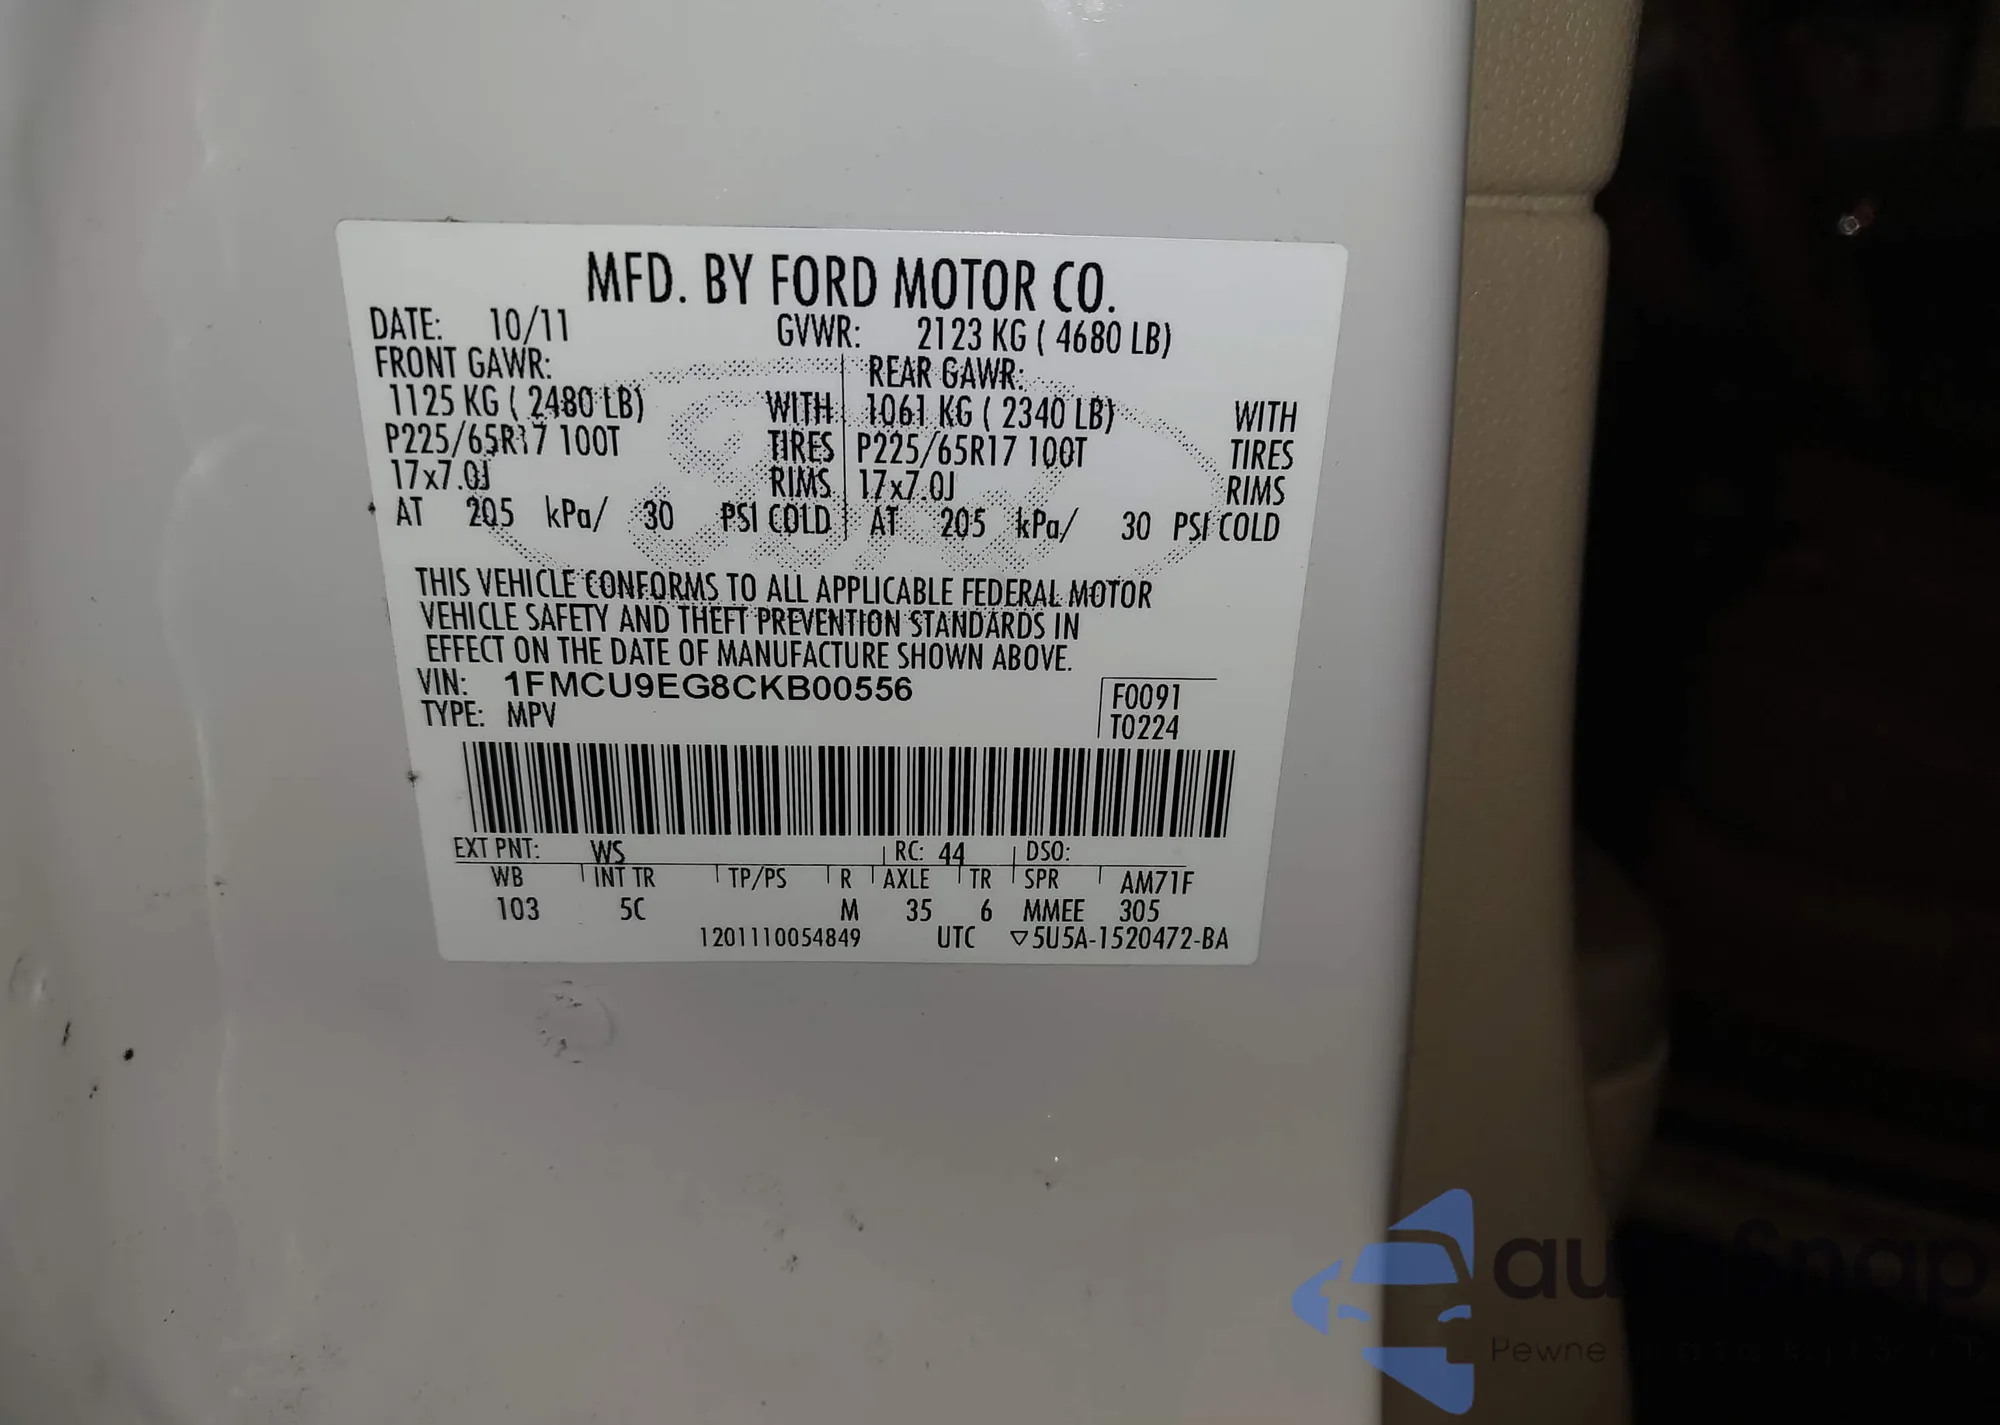 MFD. BY FORD MOTOR CO.
DATE: 10/11 GVWR: 2123 KG ( 4680 LB)
FRONT GAWR: REAR GAWR:
1125 KG ( 2480 LB) WITH 1061 KG ( 2340 LB) WITH
P225/65R17 100T TIRES P225/65R17 100T TIRES
17x7.0J RIMS 17x7.0J RIMS
AT 205 kPa/ 30 PSI COLD AT 205 kPa/ 30 PSI COLD
THIS VEHICLE CONFORMS TO ALL APPLICABLE FEDERAL MOTOR
VEHICLE SAFETY AND THEFT PREVENTION STANDARDS IN
EFFECT ON THE DATE OF MANUFACTURE SHOWN ABOVE.
VIN: 1FMCU9EG8CKB00556 F0091
TYPE: MPV T0224
EXT PNT: WS RC: 44 DSO:
WB INT TR TP/PS R AXLE TR SPR AM71F
103 5C M 35 6 MMEE 305
1201110054849 UTC ▽5U5A-1520472-BA
Pewne